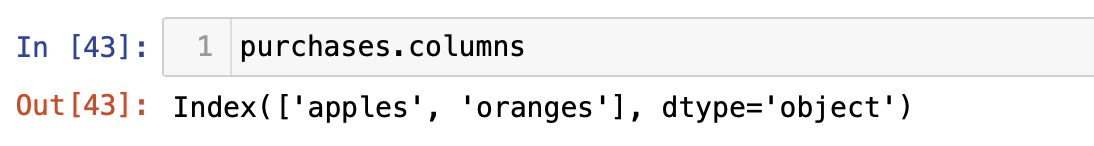 In [43]: 1 purchases.columns
Out[43]: Index(['apples', 'oranges'], dtype='object')